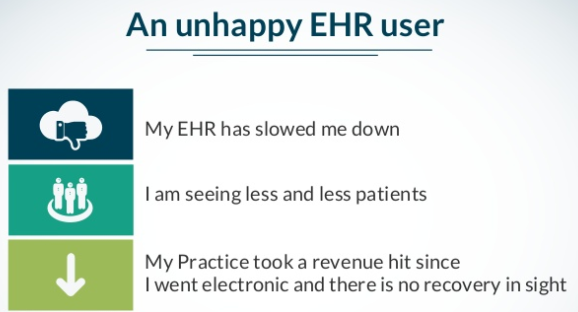 An unhappy EHR user
My EHR has slowed me down
I am seeing less and less patients
My Practice took a revenue hit since
I went electronic and there is no recovery in sight